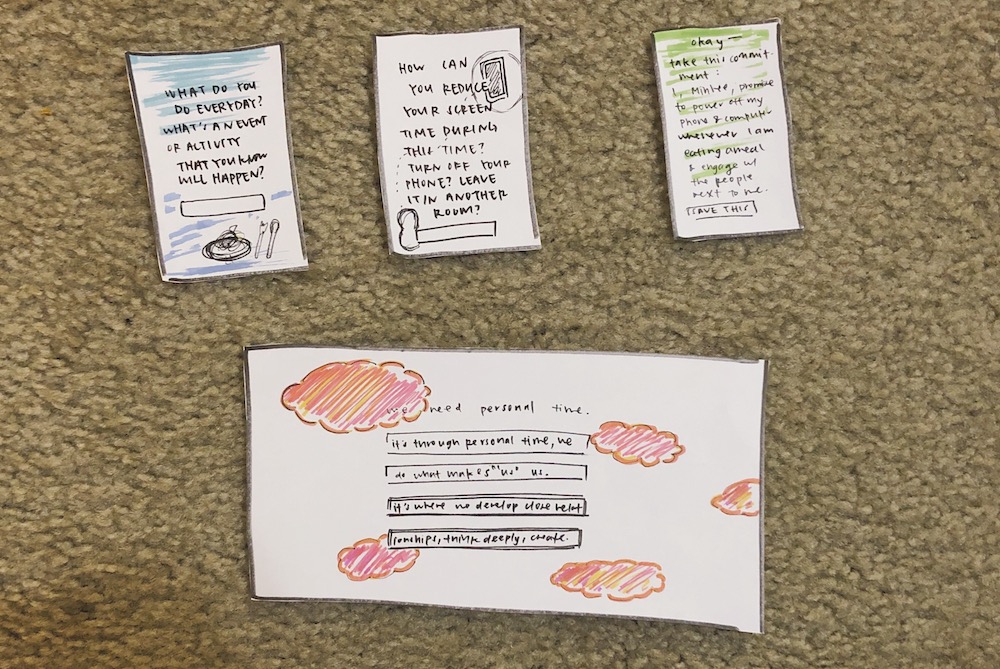 WHAT DO YOU
DO EVERYDAY?
WHAT'S AN EVENT
OR ACTIVITY
THAT YOU KNOW
WILL HAPPEN?
HOW CAN
YOU REDUCE
YOUR SCREEN
TIME DURING
THIS TIME?
TURN OFF YOUR
PHONE? LEAVE
IT IN ANOTHER
ROOM?
okay —
take this commit-
ment:
I, Minhee, promise
to power off my
phone & computer
whenever I am
eating a meal
& engage w/
the people
next to me.
SAVE THIS
we need personal time.
it's through personal time, we
do what makes "us" us.
it's where we develop close relat
ionships, think deeply, create.